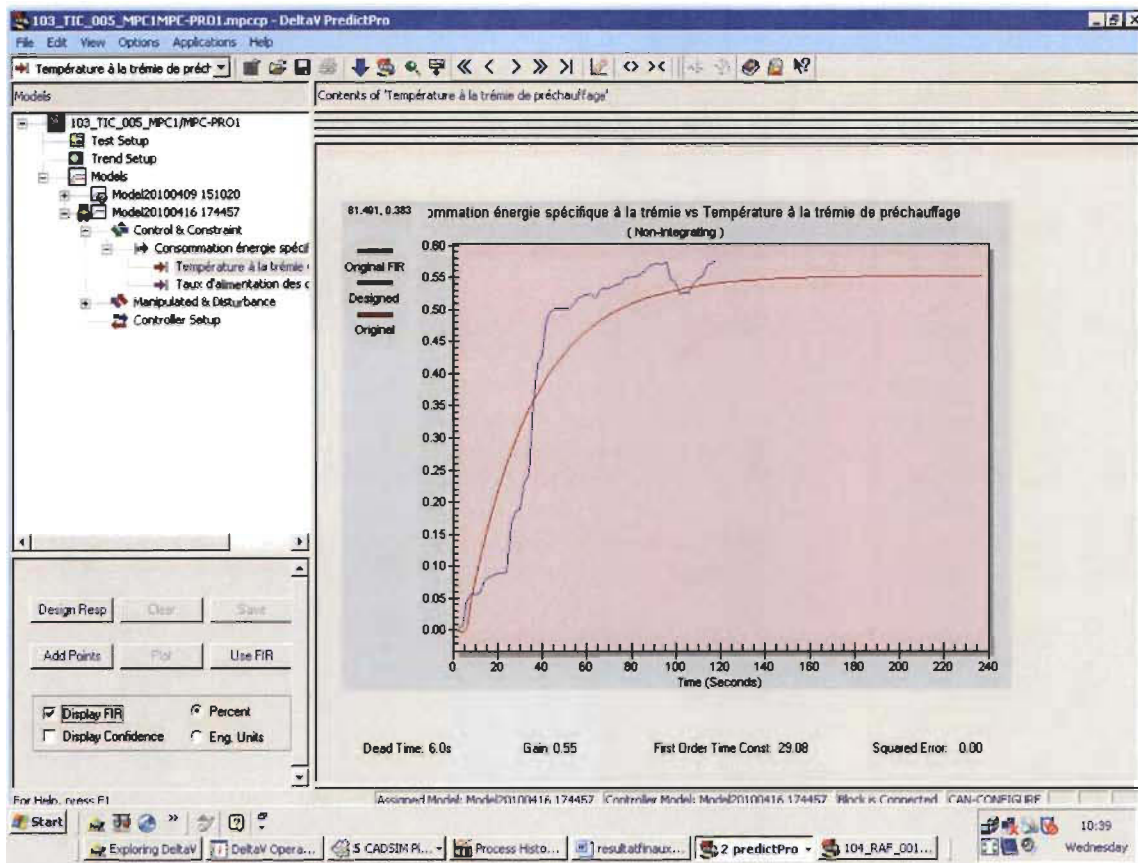 103_TIC_005_MPC1MPC-PRO1.mpccp - DeltaV PredictPro
File Edit View Options Applications Help
Température à la trémie de préch
Models
Contents of 'Température à la trémie de préchauffage'
103_TIC_005_MPC1/MPC-PRO1
Test Setup
Trend Setup
Models
Model20100409 151020
Model20100416 174457
Control & Constraint
Consommation énergie spécif
Température à la trémie
Taux d'alimentation des c
Manipulated & Disturbance
Controller Setup
81.491, 0.383
ommation énergie spécifique à la trémie vs Température à la trémie de préchauffage
( Non-Integrating )
Original FIR
Designed
Original
0.60
0.55
0.50
0.45
0.40
0.35
0.30
0.25
0.20
0.15
0.10
0.05
0.00
0 20 40 60 80 100 120 140 160 180 200 220 240
Time (Seconds)
Design Resp Clear Save
Add Points Plot Use FIR
Display FIR Percent
Display Confidence Eng. Units
Dead Time: 6.0s Gain: 0.55 First Order Time Const: 29.08 Squared Error: 0.00
For Help, press F1
Assigned Model: Model20100416 174457 Controller Model: Model20100416 174457 Block is Connected CAN-CONFIGURE
Start
10:39
Wednesday
Exploring DeltaV DeltaV Opera... 5 CADSIM Pl... Process Histo... resultatfinaux... 2 predictPro 104_RAF_001...